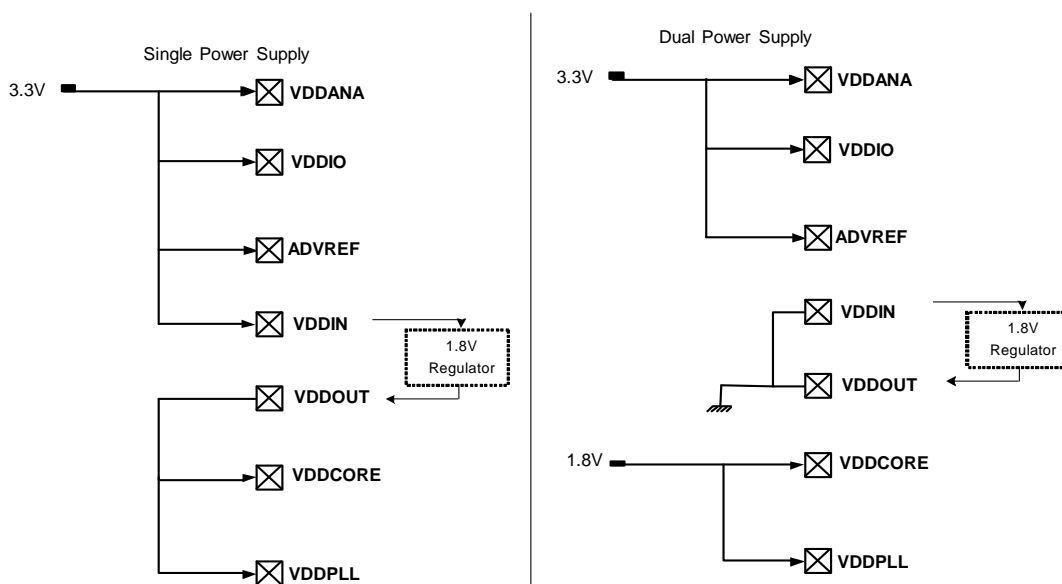 Single Power Supply
3.3V
VDDANA
VDDIO
ADVREF
VDDIN
1.8V
Regulator
VDDOUT
VDDCORE
VDDPLL
Dual Power Supply
3.3V
VDDANA
VDDIO
ADVREF
VDDIN
1.8V
Regulator
VDDOUT
1.8V
VDDCORE
VDDPLL